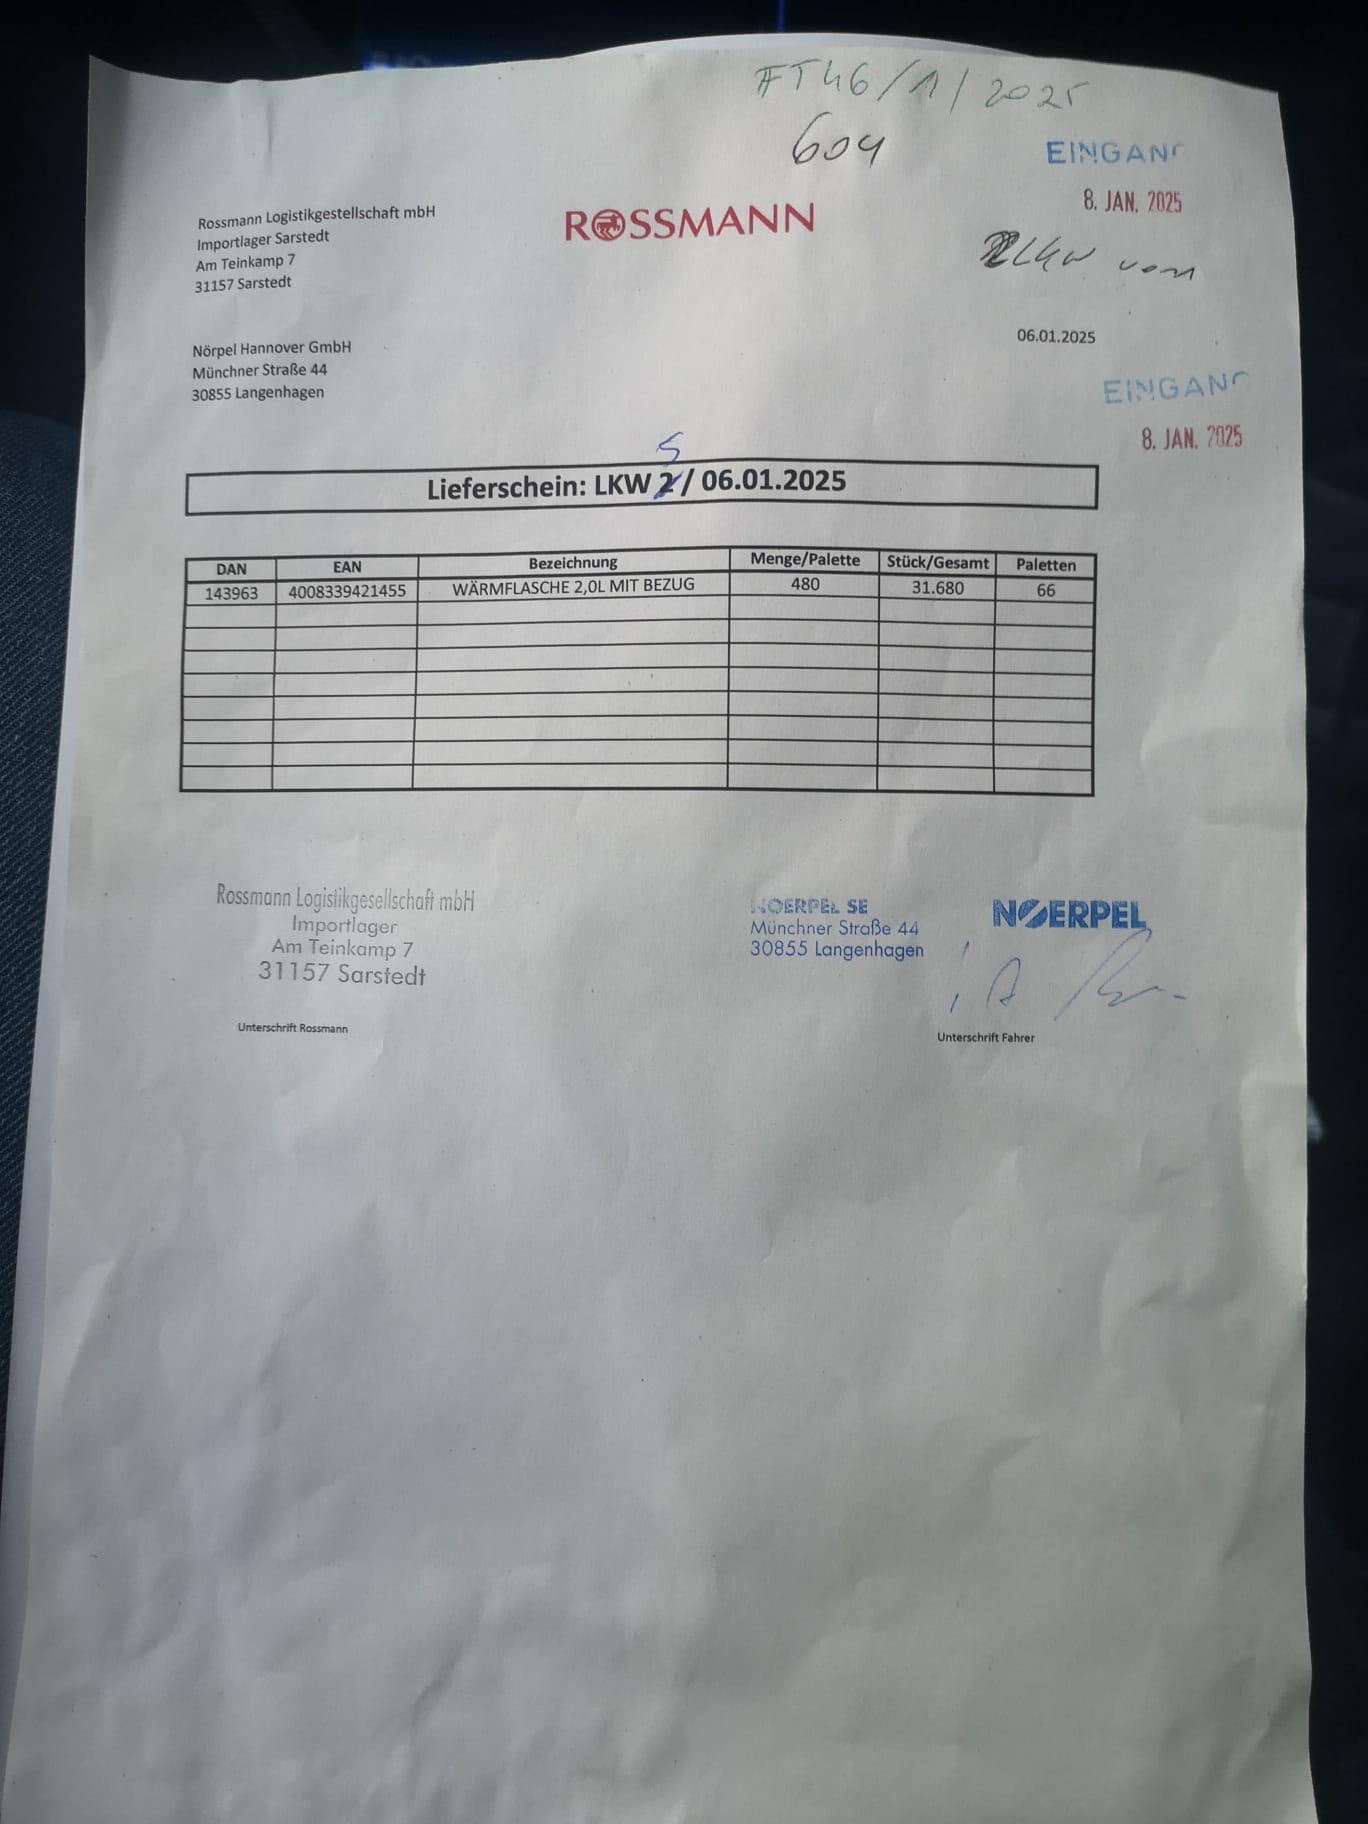 FT46/1/2025
604
EINGANG
8. JAN. 2025
Rossmann Logistikgestellschaft mbH
Importlager Sarstedt
Am Teinkamp 7
31157 Sarstedt
ROSSMANN
LKW vom
06.01.2025
Nörpel Hannover GmbH
Münchner Straße 44
30855 Langenhagen
EINGANG
8. JAN. 2025
5
Lieferschein: LKW 2 / 06.01.2025
DAN EAN Bezeichnung Menge/Palette Stück/Gesamt Paletten
143963 4008339421455 WÄRMFLASCHE 2,0L MIT BEZUG 480 31.680 66
Rossmann Logistikgesellschaft mbH
Importlager
Am Teinkamp 7
31157 Sarstedt
Unterschrift Rossmann
NOERPEL SE
Münchner Straße 44
30855 Langenhagen
NOERPEL
Unterschrift Fahrer